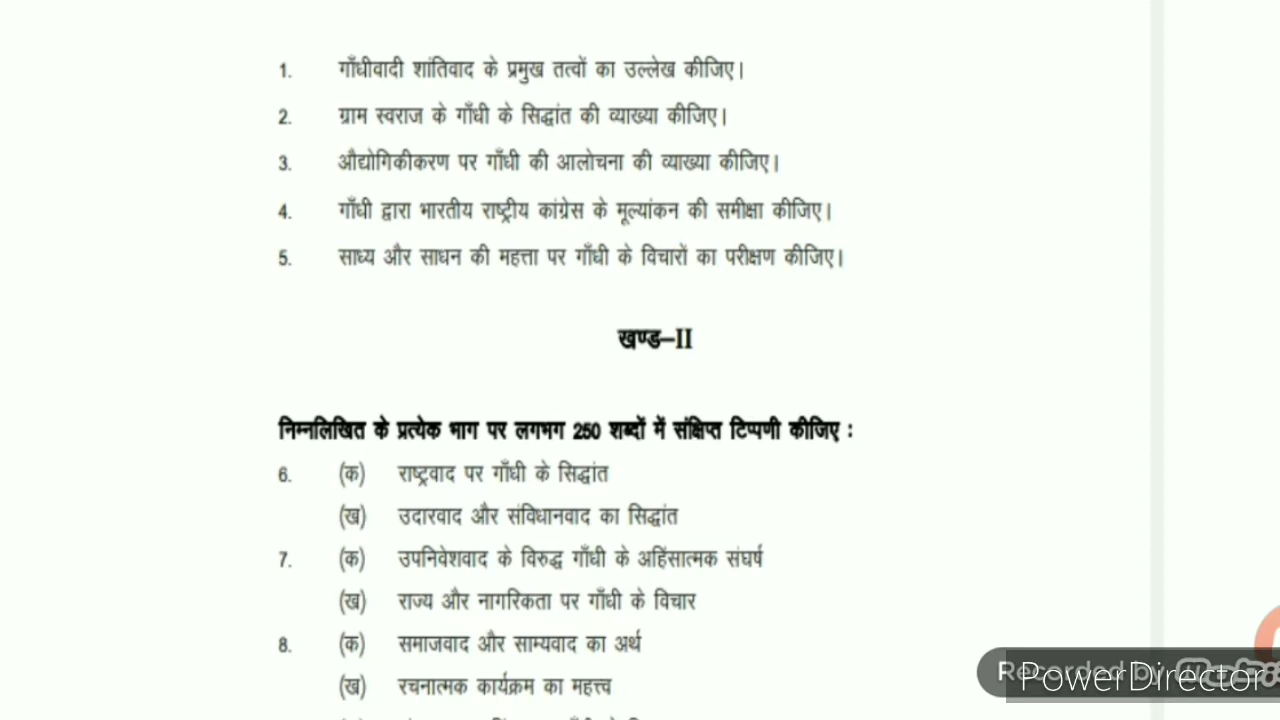 1. गाँधीवादी शांतिवाद के प्रमुख तत्वों का उल्लेख कीजिए।
2. ग्राम स्वराज के गाँधी के सिद्धांत की व्याख्या कीजिए।
3. औद्योगिकीकरण पर गाँधी की आलोचना की व्याख्या कीजिए।
4. गाँधी द्वारा भारतीय राष्ट्रीय कांग्रेस के मूल्यांकन की समीक्षा कीजिए।
5. साध्य और साधन की महत्ता पर गाँधी के विचारों का परीक्षण कीजिए।
खण्ड–II
निम्नलिखित के प्रत्येक भाग पर लगभग 250 शब्दों में संक्षिप्त टिप्पणी कीजिए :
6. (क) राष्ट्रवाद पर गाँधी के सिद्धांत
(ख) उदारवाद और संविधानवाद का सिद्धांत
7. (क) उपनिवेशवाद के विरुद्ध गाँधी के अहिंसात्मक संघर्ष
(ख) राज्य और नागरिकता पर गाँधी के विचार
8. (क) समाजवाद और साम्यवाद का अर्थ
(ख) रचनात्मक कार्यक्रम का महत्त्व
Recorded by
PowerDirector